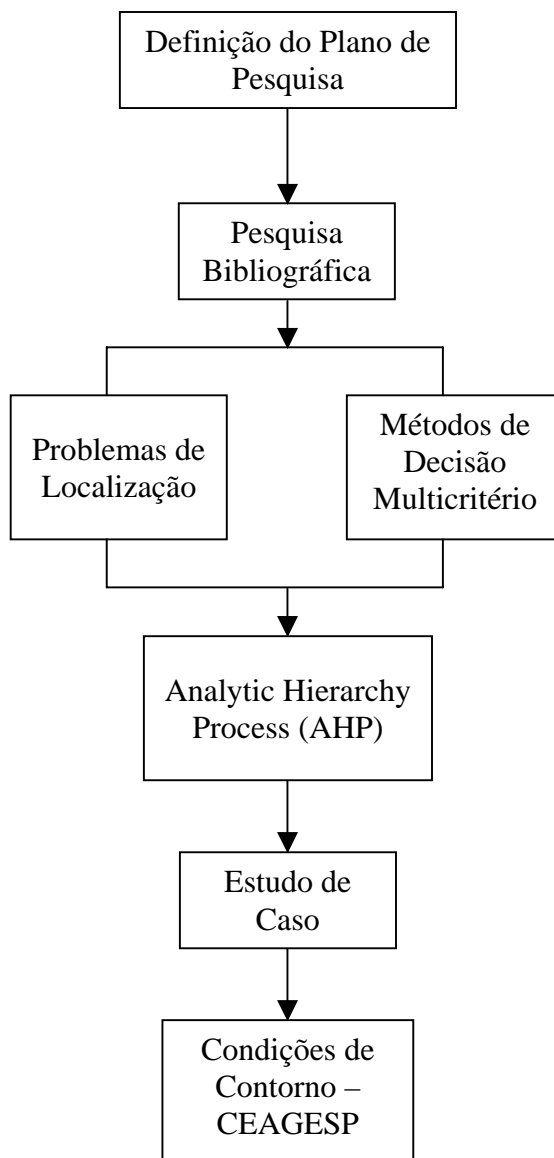 Definição do Plano de
Pesquisa
Pesquisa
Bibliográfica
Problemas de
Localização
Métodos de
Decisão
Multicritério
Analytic Hierarchy
Process (AHP)
Estudo de
Caso
Condições de
Contorno –
CEAGESP